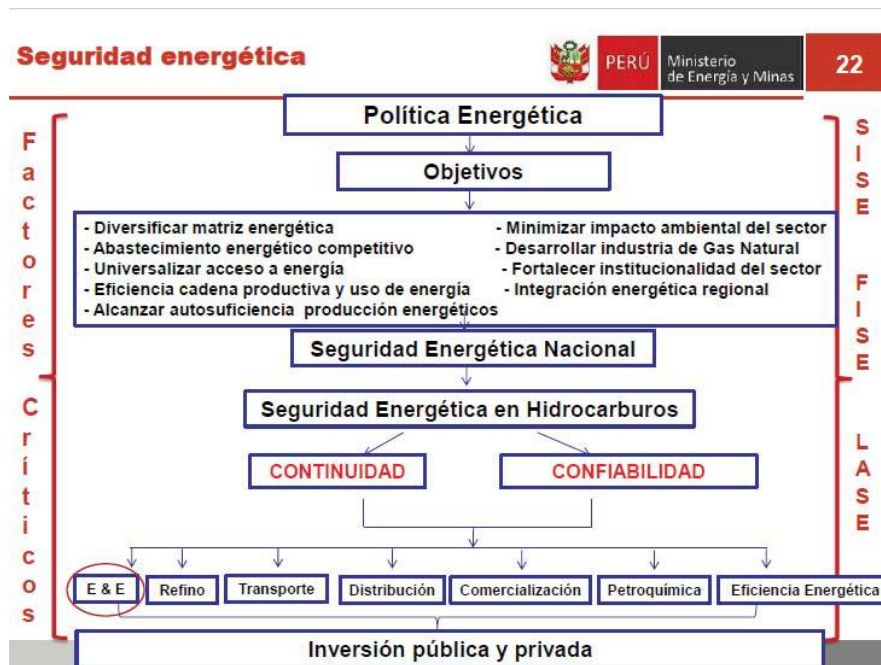 Seguridad energética
PERÚ
Ministerio
de Energía y Minas
22
Política Energética
Objetivos
- Diversificar matriz energética
- Abastecimiento energético competitivo
- Universalizar acceso a energía
- Eficiencia cadena productiva y uso de energía
- Alcanzar autosuficiencia producción energéticos
- Minimizar impacto ambiental del sector
- Desarrollar industria de Gas Natural
- Fortalecer institucionalidad del sector
- Integración energética regional
Seguridad Energética Nacional
Seguridad Energética en Hidrocarburos
CONTINUIDAD
CONFIABILIDAD
E & E
Refino
Transporte
Distribución
Comercialización
Petroquímica
Eficiencia Energética
Inversión pública y privada
Factores
Críticos
SISE
FISE
LASE